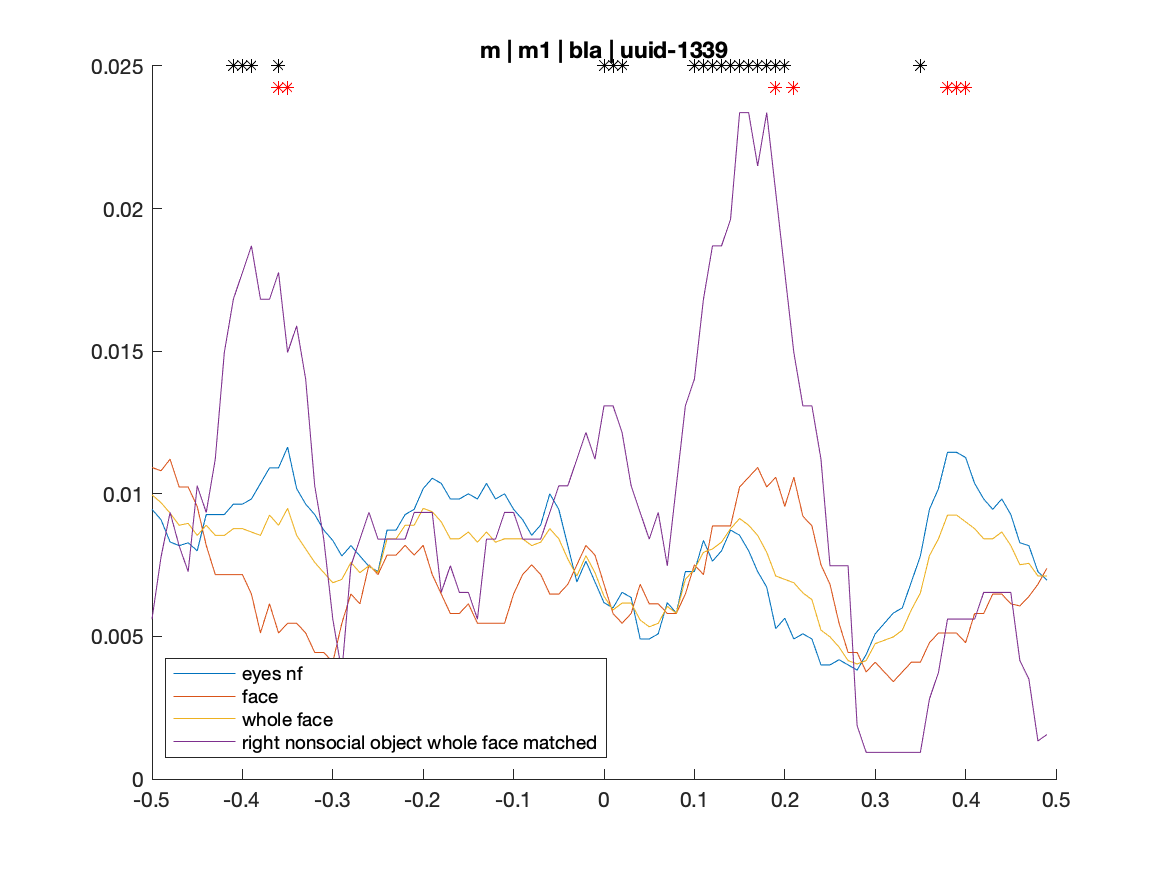 m | m1 | bla | uuid-1339
0.025
0.02
0.015
0.01
0.005
0
eyes nf
face
whole face
right nonsocial object whole face matched
-0.5 -0.4 -0.3 -0.2 -0.1 0 0.1 0.2 0.3 0.4 0.5